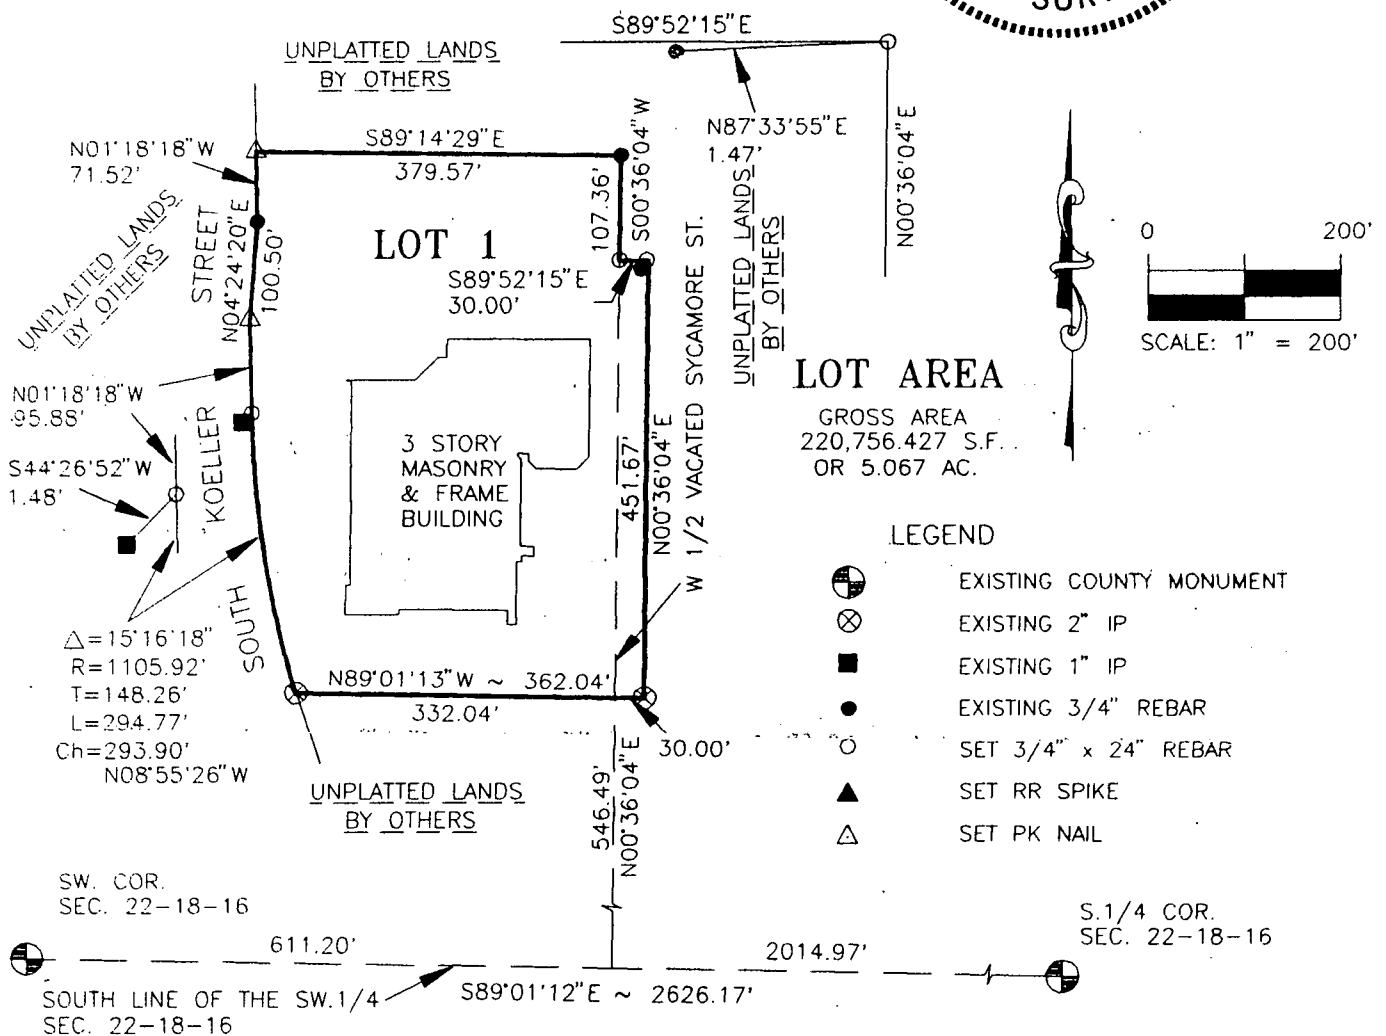 SUR
S89°52'15"E
UNPLATTED LANDS
BY OTHERS
N87°33'55"E
1.47'
N00°36'04"E
N01°18'18"W
71.52'
S89°14'29"E
379.57'
107.36'
S00°36'04"W
UNPLATTED LANDS
BY OTHERS
STREET
N04°24'20"E
100.50'
LOT 1
S89°52'15"E
30.00'
W 1/2 VACATED SYCAMORE ST.
UNPLATTED LANDS
BY OTHERS
0
200'
SCALE: 1" = 200'
LOT AREA
GROSS AREA
220,756.427 S.F.
OR 5.067 AC.
N01°18'18"W
95.88'
S44°26'52"W
1.48'
KOELLER
SOUTH
3 STORY
MASONRY
& FRAME
BUILDING
451.67'
N00°36'04"E
LEGEND
EXISTING COUNTY MONUMENT
EXISTING 2" IP
EXISTING 1" IP
EXISTING 3/4" REBAR
SET 3/4" x 24" REBAR
SET RR SPIKE
SET PK NAIL
△=15°16'18"
R=1105.92'
T=148.26'
L=294.77'
Ch=293.90'
N08°55'26"W
N89°01'13"W ~ 362.04'
332.04'
30.00'
UNPLATTED LANDS
BY OTHERS
546.49'
N00°36'04"E
SW. COR.
SEC. 22-18-16
S.1/4 COR.
SEC. 22-18-16
611.20'
2014.97'
SOUTH LINE OF THE SW.1/4
SEC. 22-18-16
S89°01'12"E ~ 2626.17'